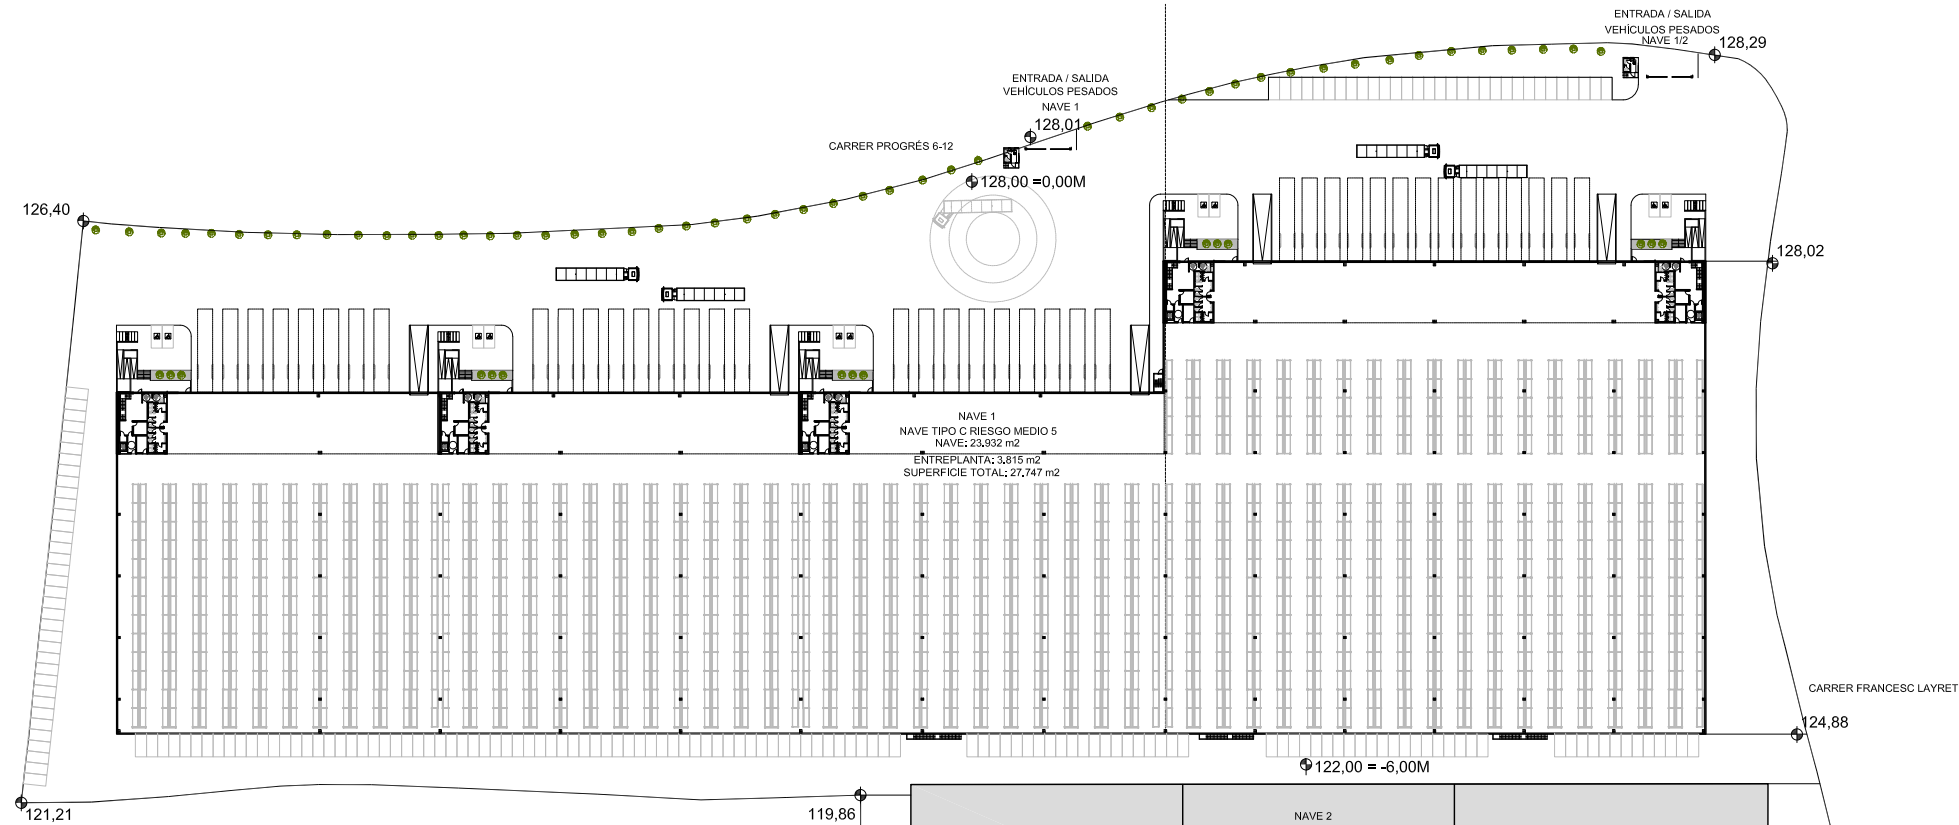 ENTRADA / SALIDA
VEHÍCULOS PESADOS
NAVE 1/2
128,29
ENTRADA / SALIDA
VEHÍCULOS PESADOS
NAVE 1
128,01
CARRER PROGRÉS 6-12
128,00 =0,00M
126,40
128,02
NAVE 1
NAVE TIPO C RIESGO MEDIO 5
NAVE: 23.932 m2
ENTREPLANTA: 3.815 m2
SUPERFÍCIE TOTAL: 27.747 m2
CARRER FRANCESC LAYRET
124,88
122,00 = -6,00M
121,21
119,86
NAVE 2